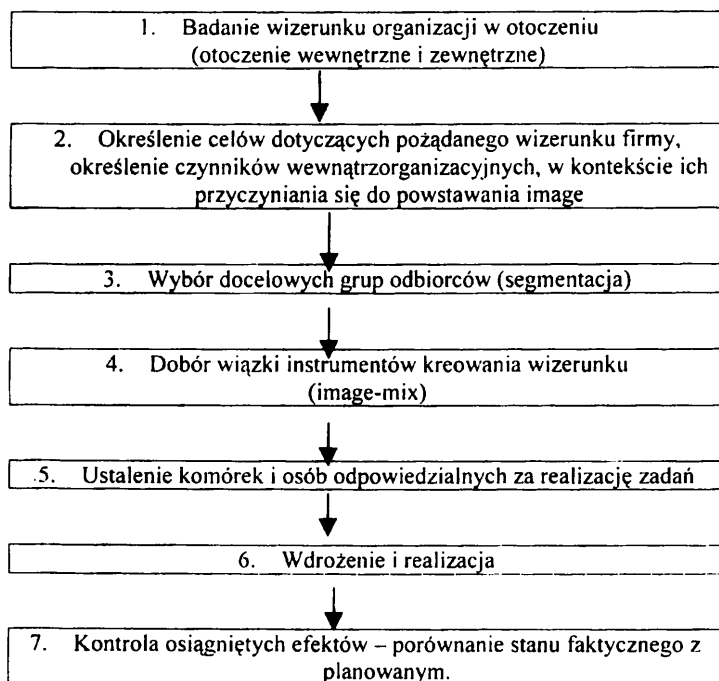 1. Badanie wizerunku organizacji w otoczeniu
(otoczenie wewnętrzne i zewnętrzne)
2. Określenie celów dotyczących pożądanego wizerunku firmy,
określenie czynników wewnątrzorganizacyjnych, w kontekście ich
przyczyniania się do powstawania image
3. Wybór docelowych grup odbiorców (segmentacja)
4. Dobór wiązki instrumentów kreowania wizerunku
(image-mix)
5. Ustalenie komórek i osób odpowiedzialnych za realizację zadań
6. Wdrożenie i realizacja
7. Kontrola osiągniętych efektów – porównanie stanu faktycznego z
planowanym.